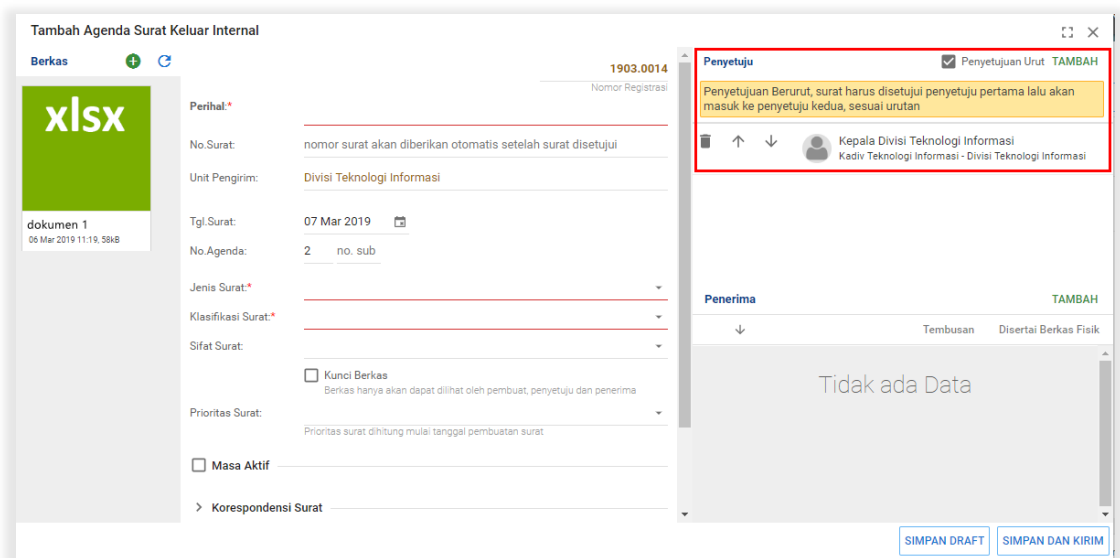 Tambah Agenda Surat Keluar Internal
Berkas
xlsx
dokumen 1
06 Mar 2019 11:19, 58kB
1903.0014
Nomor Registrasi
Perihal:*
No.Surat: nomor surat akan diberikan otomatis setelah surat disetujui
Unit Pengirim: Divisi Teknologi Informasi
Tgl.Surat: 07 Mar 2019
No.Agenda: 2 no. sub
Jenis Surat:*
Klasifikasi Surat:*
Sifat Surat:
Kunci Berkas
Berkas hanya akan dapat dilihat oleh pembuat, penyetuju dan penerima
Prioritas Surat:
Prioritas surat dihitung mulai tanggal pembuatan surat
Masa Aktif
Korespondensi Surat
Penyetuju Penyetujuan Urut TAMBAH
Penyetujuan Berurut, surat harus disetujui penyetuju pertama lalu akan
masuk ke penyetuju kedua, sesuai urutan
Kepala Divisi Teknologi Informasi
Kadiv Teknologi Informasi - Divisi Teknologi Informasi
Penerima TAMBAH
Tembusan Disertai Berkas Fisik
Tidak ada Data
SIMPAN DRAFT SIMPAN DAN KIRIM